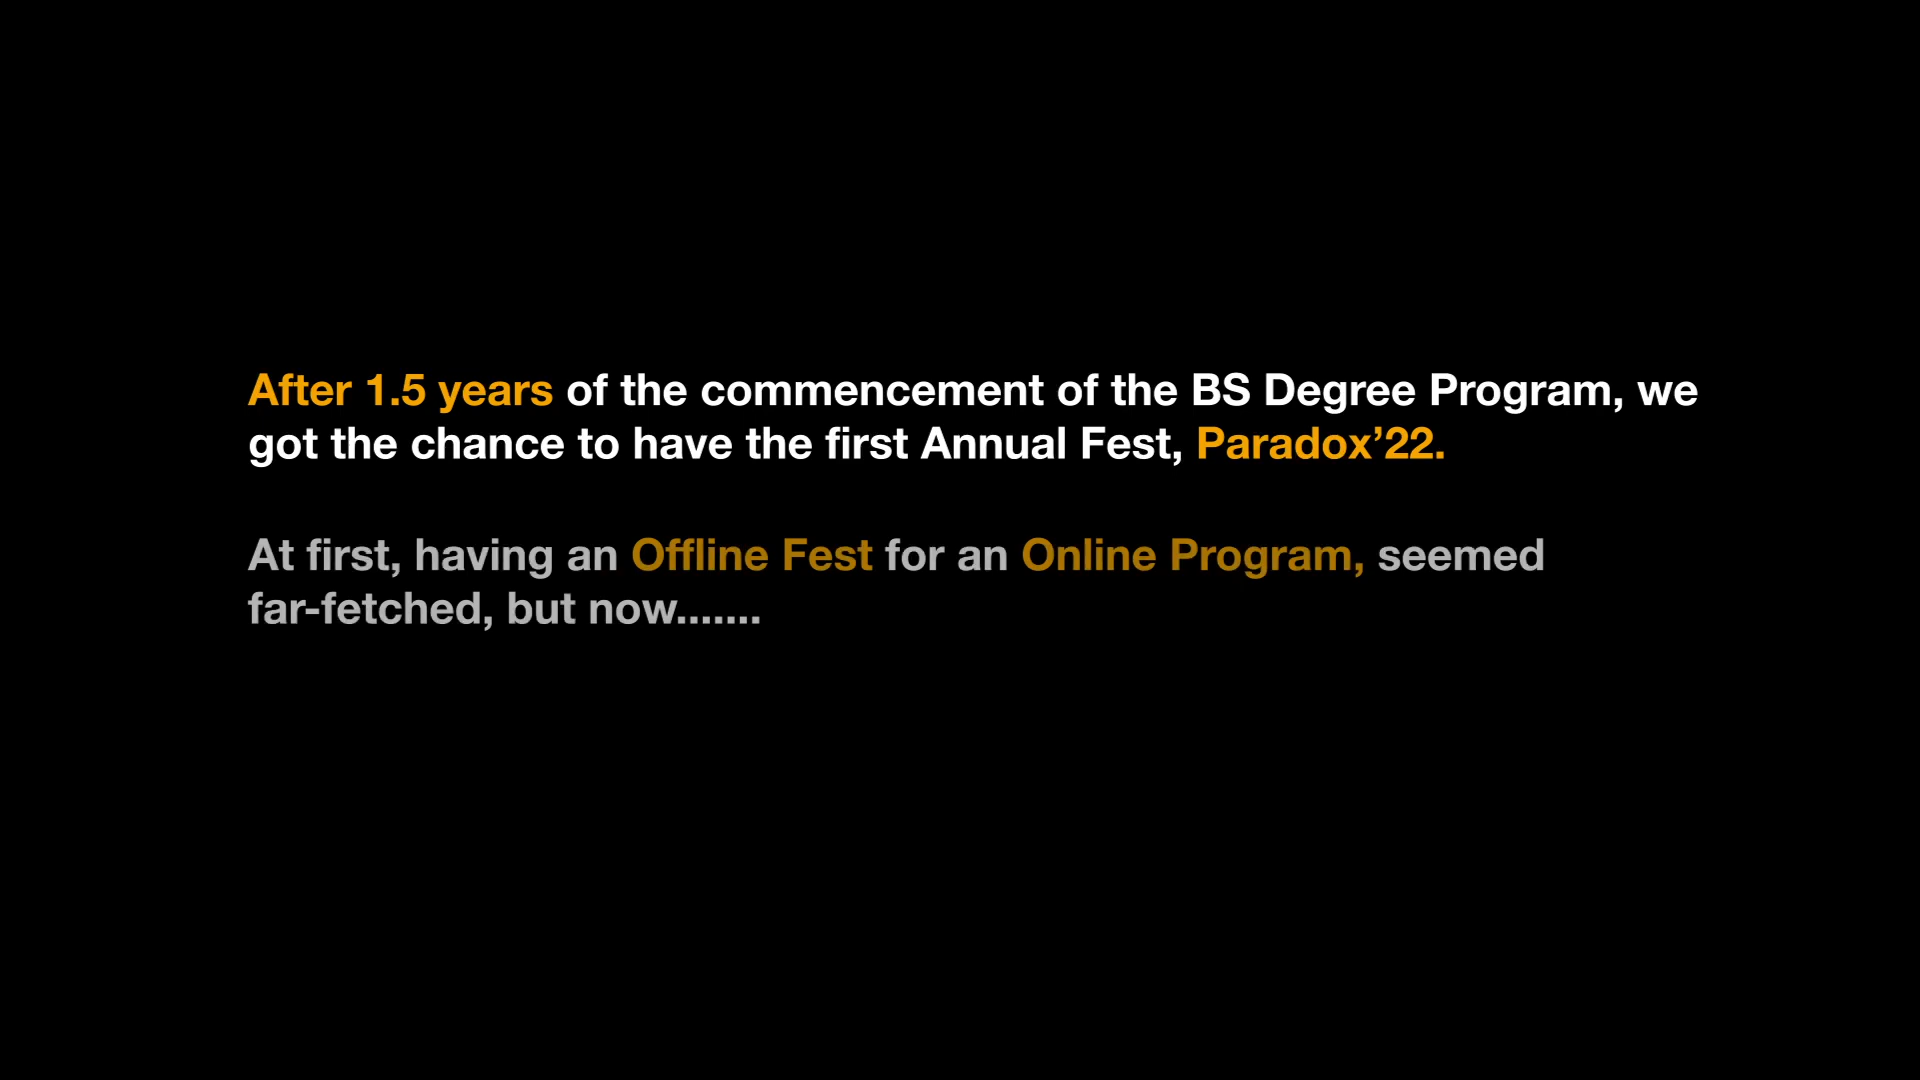 After 1.5 years of the commencement of the BS Degree Program, we
got the chance to have the first Annual Fest, Paradox’22.
At first, having an Offline Fest for an Online Program, seemed
far-fetched, but now.......